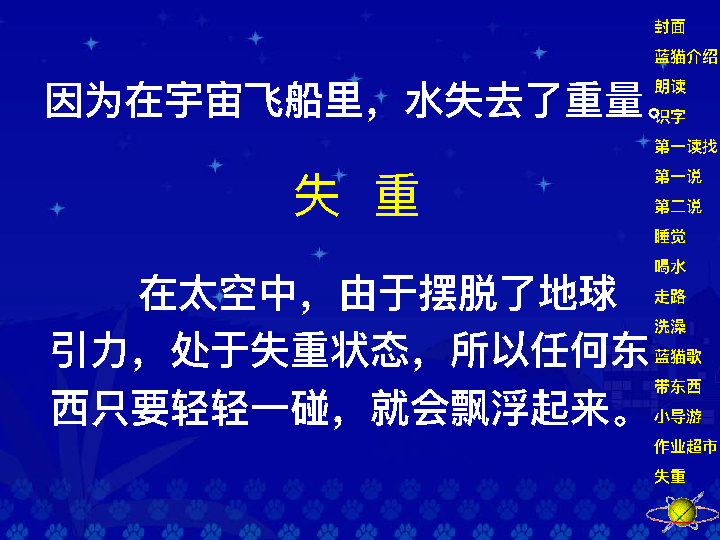 因为在宇宙飞船里，水失去了重量。
失 重
在太空中，由于摆脱了地球
引力，处于失重状态，所以任何东
西只要轻轻一碰，就会飘浮起来。
封面
蓝猫介绍
朗读
识字
第一读找
第一说
第二说
睡觉
喝水
走路
洗澡
蓝猫歌
带东西
小导游
作业超市
失重